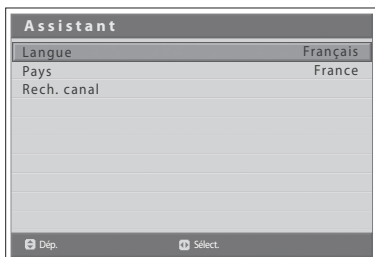 Assistant
Langue Français
Pays France
Rech. canal
Dép. Sélect.